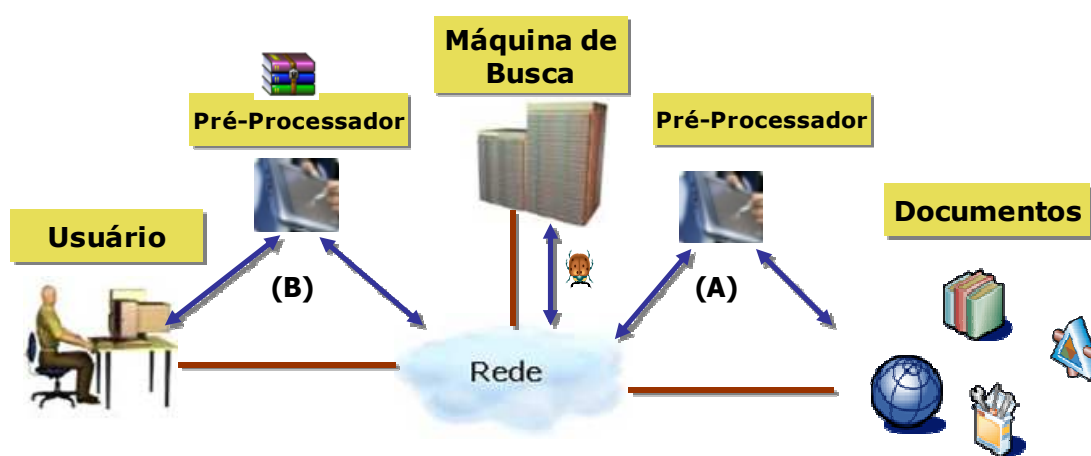 Máquina de
Busca
Pré-Processador
Pré-Processador
Documentos
Usuário
(B)
(A)
Rede